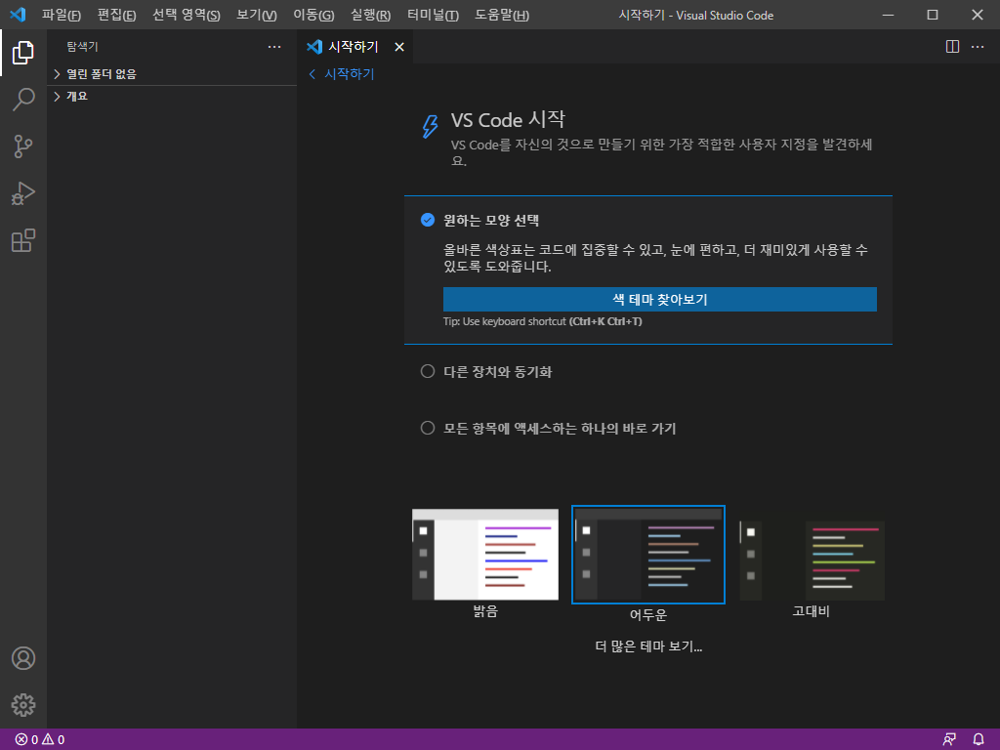 파일(F) 편집(E) 선택 영역(S) 보기(V) 이동(G) 실행(R) 터미널(T) 도움말(H) 시작하기 - Visual Studio Code
탐색기
시작하기
열린 폴더 없음
개요
시작하기
VS Code 시작
VS Code를 자신의 것으로 만들기 위한 가장 적합한 사용자 지정을 발견하세
요.
원하는 모양 선택
올바른 색상표는 코드에 집중할 수 있고, 눈에 편하고, 더 재미있게 사용할 수
있도록 도와줍니다.
색 테마 찾아보기
Tip: Use keyboard shortcut (Ctrl+K Ctrl+T)
다른 장치와 동기화
모든 항목에 액세스하는 하나의 바로 가기
밝음
어두운
고대비
더 많은 테마 보기...
0 0